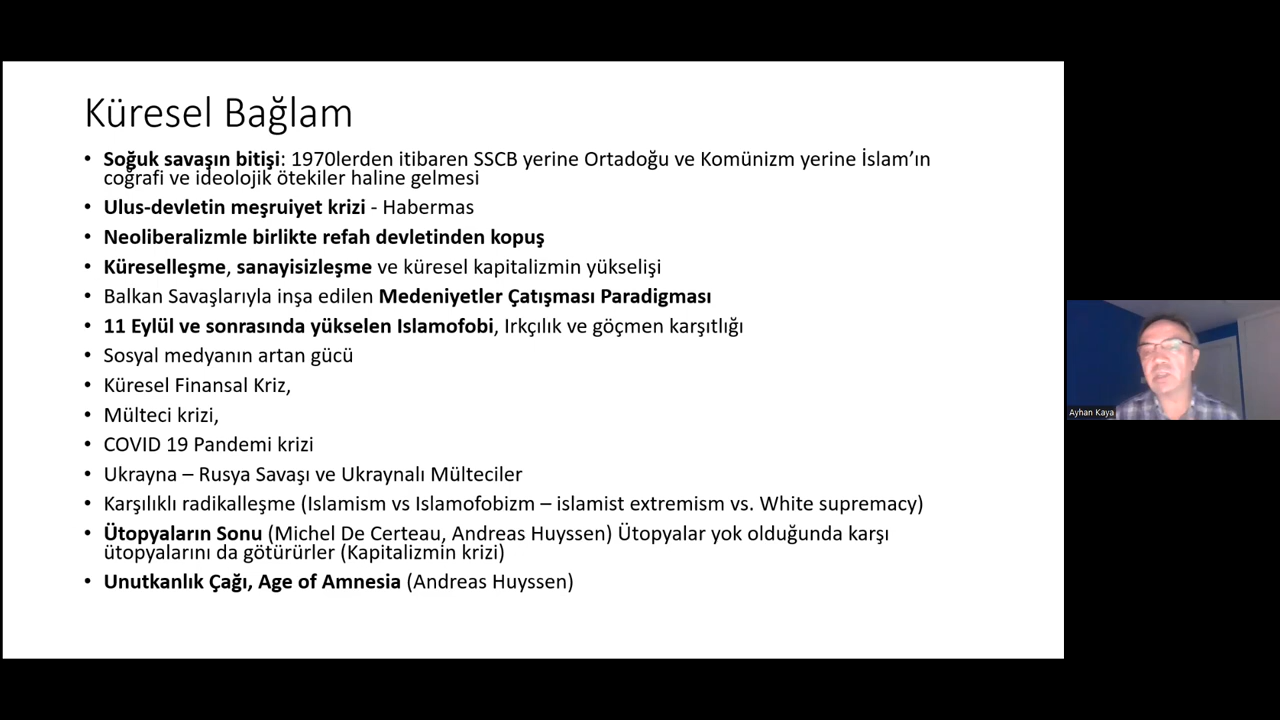 Küresel Bağlam
• Soğuk savaşın bitişi: 1970lerden itibaren SSCB yerine Ortadoğu ve Komünizm yerine İslam’ın
coğrafi ve ideolojik ötekiler haline gelmesi
• Ulus-devletin meşruiyet krizi - Habermas
• Neoliberalizmle birlikte refah devletinden kopuş
• Küreselleşme, sanayisizleşme ve küresel kapitalizmin yükselişi
• Balkan Savaşlarıyla inşa edilen Medeniyetler Çatışması Paradigması
• 11 Eylül ve sonrasında yükselen Islamofobi, Irkçılık ve göçmen karşıtlığı
• Sosyal medyanın artan gücü
• Küresel Finansal Kriz,
• Mülteci krizi,
• COVID 19 Pandemi krizi
• Ukrayna – Rusya Savaşı ve Ukraynalı Mülteciler
• Karşılıklı radikalleşme (Islamism vs Islamofobizm – islamist extremism vs. White supremacy)
• Ütopyaların Sonu (Michel De Certeau, Andreas Huyssen) Ütopyalar yok olduğunda karşı
ütopyalarını da götürürler (Kapitalizmin krizi)
• Unutkanlık Çağı, Age of Amnesia (Andreas Huyssen)
Ayhan Kaya